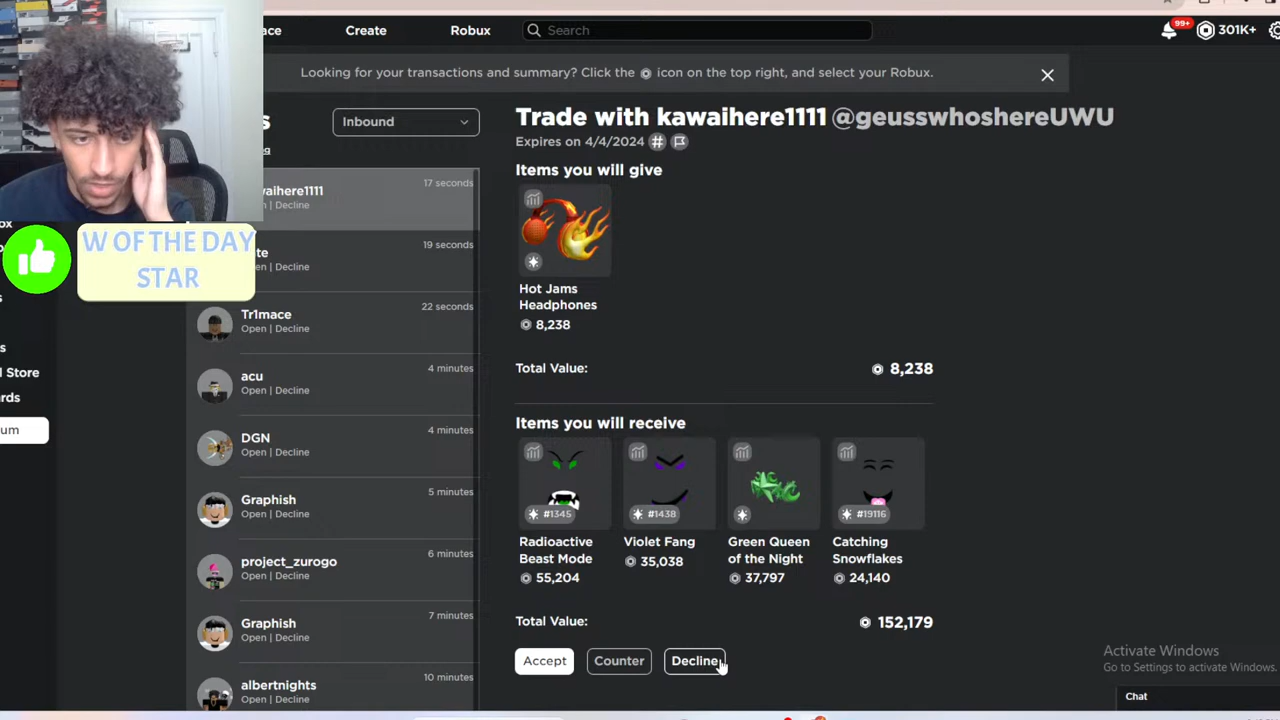 ace
Create
Robux
Search
99+
301K+
Looking for your transactions and summary? Click the icon on the top right, and select your Robux.
S
Inbound
Trade with kawaihere1111 @geusswhoshereUWU
Expires on 4/4/2024
Items you will give
waihere1111
17 seconds
Decline
W OF THE DAY
STAR
19 seconds
te
Decline
Tr1mace
22 seconds
Open | Decline
acu
4 minutes
Open | Decline
DGN
4 minutes
Open | Decline
Graphish
5 minutes
Open | Decline
project_zurogo
6 minutes
Open | Decline
Graphish
7 minutes
Open | Decline
albertnights
10 minutes
Open | Decline
ox
s
s
l Store
rds
um
Hot Jams
Headphones
8,238
Total Value:
8,238
Items you will receive
#1345
#1438
#19116
Radioactive
Beast Mode
55,204
Violet Fang
35,038
Green Queen
of the Night
37,797
Catching
Snowflakes
24,140
Total Value:
152,179
Accept
Counter
Decline
Activate Windows
Go to Settings to activate Windows.
Chat